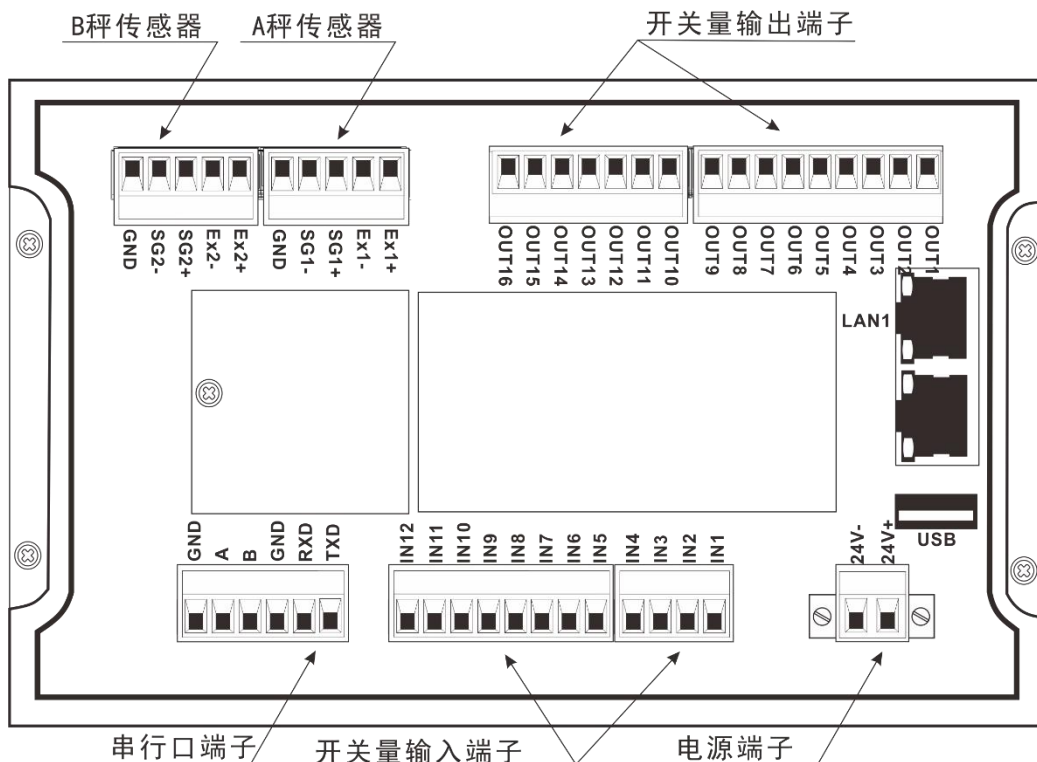 B秤传感器 A秤传感器 开关量输出端子
GND SG2- SG2+ Ex2- Ex2+ GND SG1- SG1+ Ex1- Ex1+
OUT16 OUT15 OUT14 OUT13 OUT12 OUT11 OUT10 OUT9 OUT8 OUT7 OUT6 OUT5 OUT4 OUT3 OUT2 OUT1
LAN1
USB
GND A B GND RXD TXD
IN12 IN11 IN10 IN9 IN8 IN7 IN6 IN5 IN4 IN3 IN2 IN1
24V- 24V+
串行口端子 开关量输入端子 电源端子